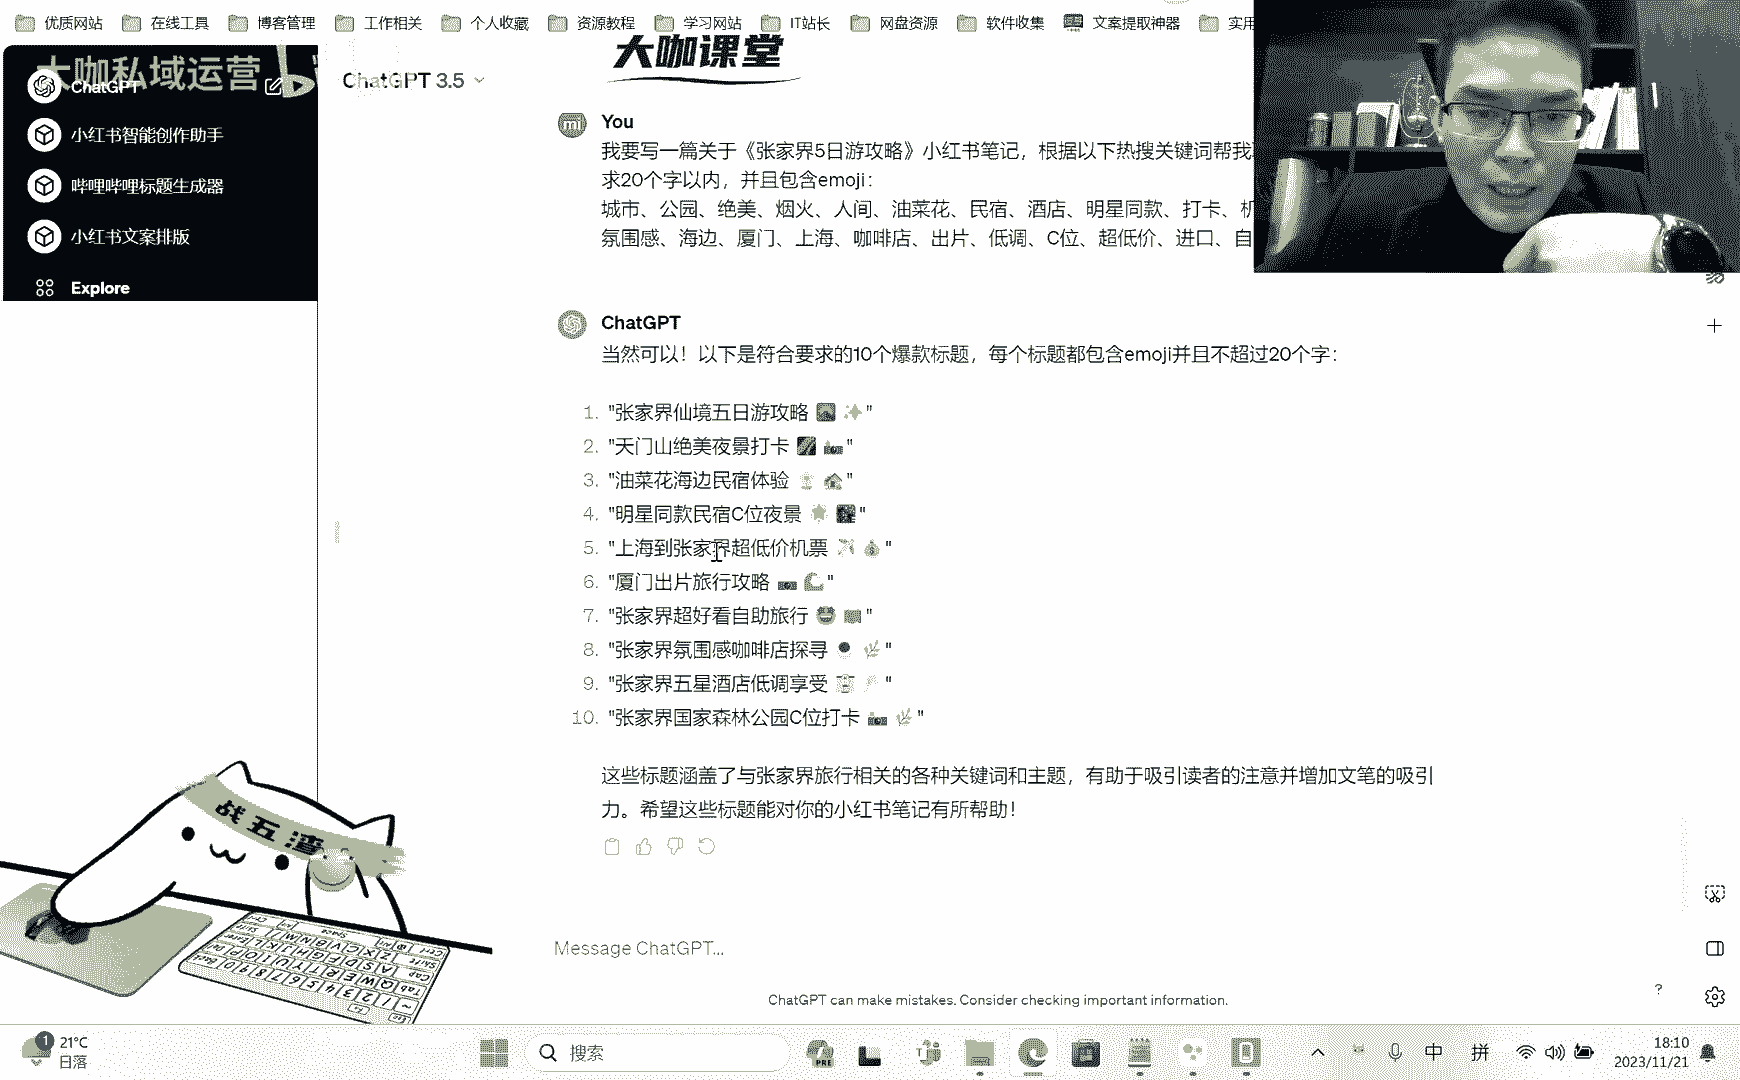 优质网站 在线工具 博客管理 工作相关 个人收藏 资源教程 学习网站 IT站长 网盘资源 软件收集 文案提取神器 实用
大咖私域运营
大咖课堂
ChatGPT
ChatGPT 3.5
小红书智能创作助手
哔哩哔哩标题生成器
小红书文案排版
Explore
You
我要写一篇关于《张家界5日游攻略》小红书笔记，根据以下热搜关键词帮我
求20个字以内，并且包含emoji：
城市、公园、绝美、烟火、人间、油菜花、民宿、酒店、明星同款、打卡、机
氛围感、海边、厦门、上海、咖啡店、出片、低调、C位、超低价、进口、自
ChatGPT
当然可以！以下是符合要求的10个爆款标题，每个标题都包含emoji并且不超过20个字：
1. "张家界仙境五日游攻略 "
2. "天门山绝美夜景打卡 "
3. "油菜花海边民宿体验 "
4. "明星同款民宿C位夜景 "
5. "上海到张家界超低价机票 "
6. "厦门出片旅行攻略 "
7. "张家界超好看自助旅行 "
8. "张家界氛围感咖啡店探寻 "
9. "张家界五星酒店低调享受 "
10. "张家界国家森林公园C位打卡 "
这些标题涵盖了与张家界旅行相关的各种关键词和主题，有助于吸引读者的注意并增加文笔的吸引
力。希望这些标题能对你的小红书笔记有所帮助！
战五渣
Message ChatGPT...
ChatGPT can make mistakes. Consider checking important information.
?
1 21°C
日落
搜索
中 拼
18:10
2023/11/21